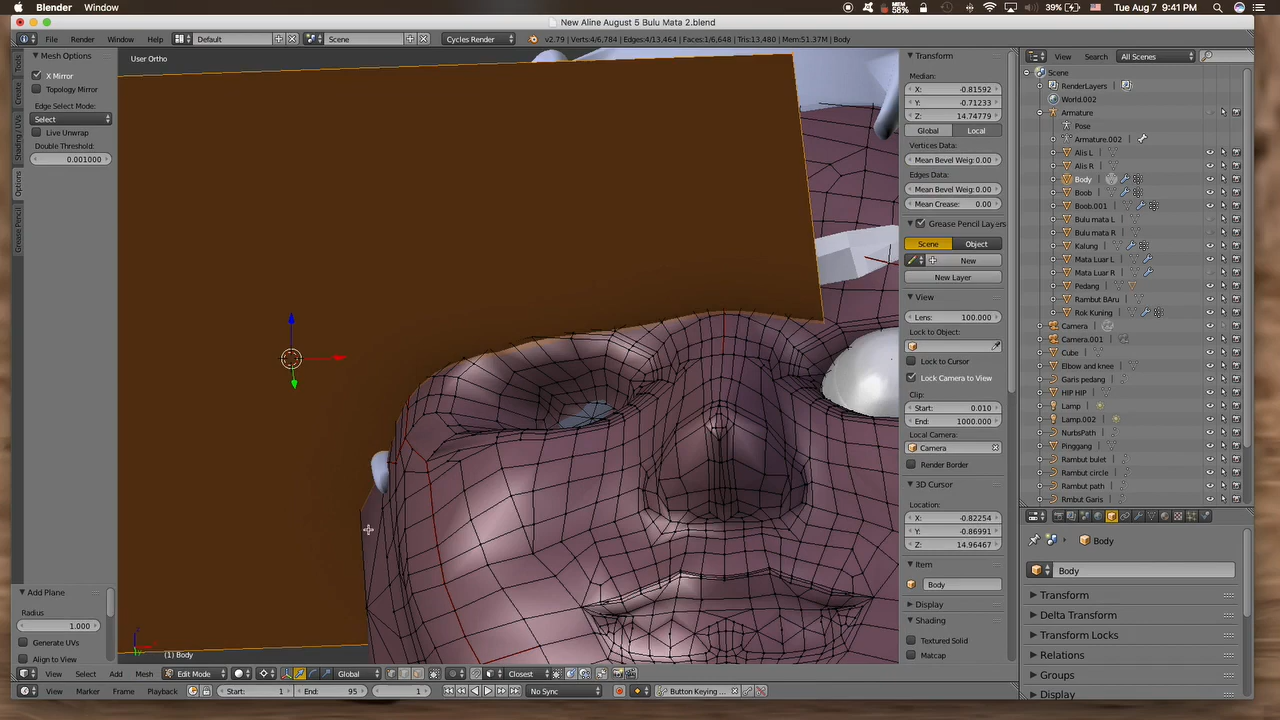 Blender Window MEM 58% 39% Tue Aug 7 9:41 PM
New Aline August 5 Bulu Mata 2.blend
File Render Window Help Default Scene Cycles Render v2.79 | Verts:4/6,784 | Edges:4/13,464 | Faces:1/6,648 | Tris:13,480 | Mem:51.37M | Body
View Search All Scenes
Mesh Options
X Mirror
Topology Mirror
Edge Select Mode:
Select
Live Unwrap
Double Threshold:
0.001000
Tools
Create
Shading / UVs
Options
Grease Pencil
Add Plane
Radius
1.000
Generate UVs
Align to View
User Ortho
(1) Body
Transform
Median:
X: -0.81592
Y: -0.71233
Z: 14.74779
Global Local
Vertices Data:
Mean Bevel Weig: 0.00
Edges Data:
Mean Bevel Weig: 0.00
Mean Crease: 0.00
Grease Pencil Layers
Scene Object
New
New Layer
View
Lens: 100.000
Lock to Object:
Lock to Cursor
Lock Camera to View
Clip:
Start: 0.010
End: 1000.000
Local Camera:
Camera
Render Border
3D Cursor
Location:
X: -0.82254
Y: -0.86991
Z: 14.96467
Item
Body
Display
Shading
Textured Solid
Matcap
Scene
RenderLayers
World.002
Armature
Pose
Armature.002
Alis L
Alis R
Body
Boob
Boob.001
Bulu mata L
Bulu mata R
Kalung
Mata Luar L
Mata Luar R
Pedang
Rambut BAru
Rok Kuning
Camera
Camera.001
Cube
Elbow and knee
Garis pedang
HIP HIP
Lamp
Lamp.002
NurbsPath
Pinggang
Rambut bulet
Rambut circle
Rambut path
Rmbut Garis
Body
Body
Transform
Delta Transform
Transform Locks
Relations
Groups
Display
View Select Add Mesh Edit Mode Global Closest
View Marker Frame Playback Start: 1 End: 95 1 No Sync Button Keying ...